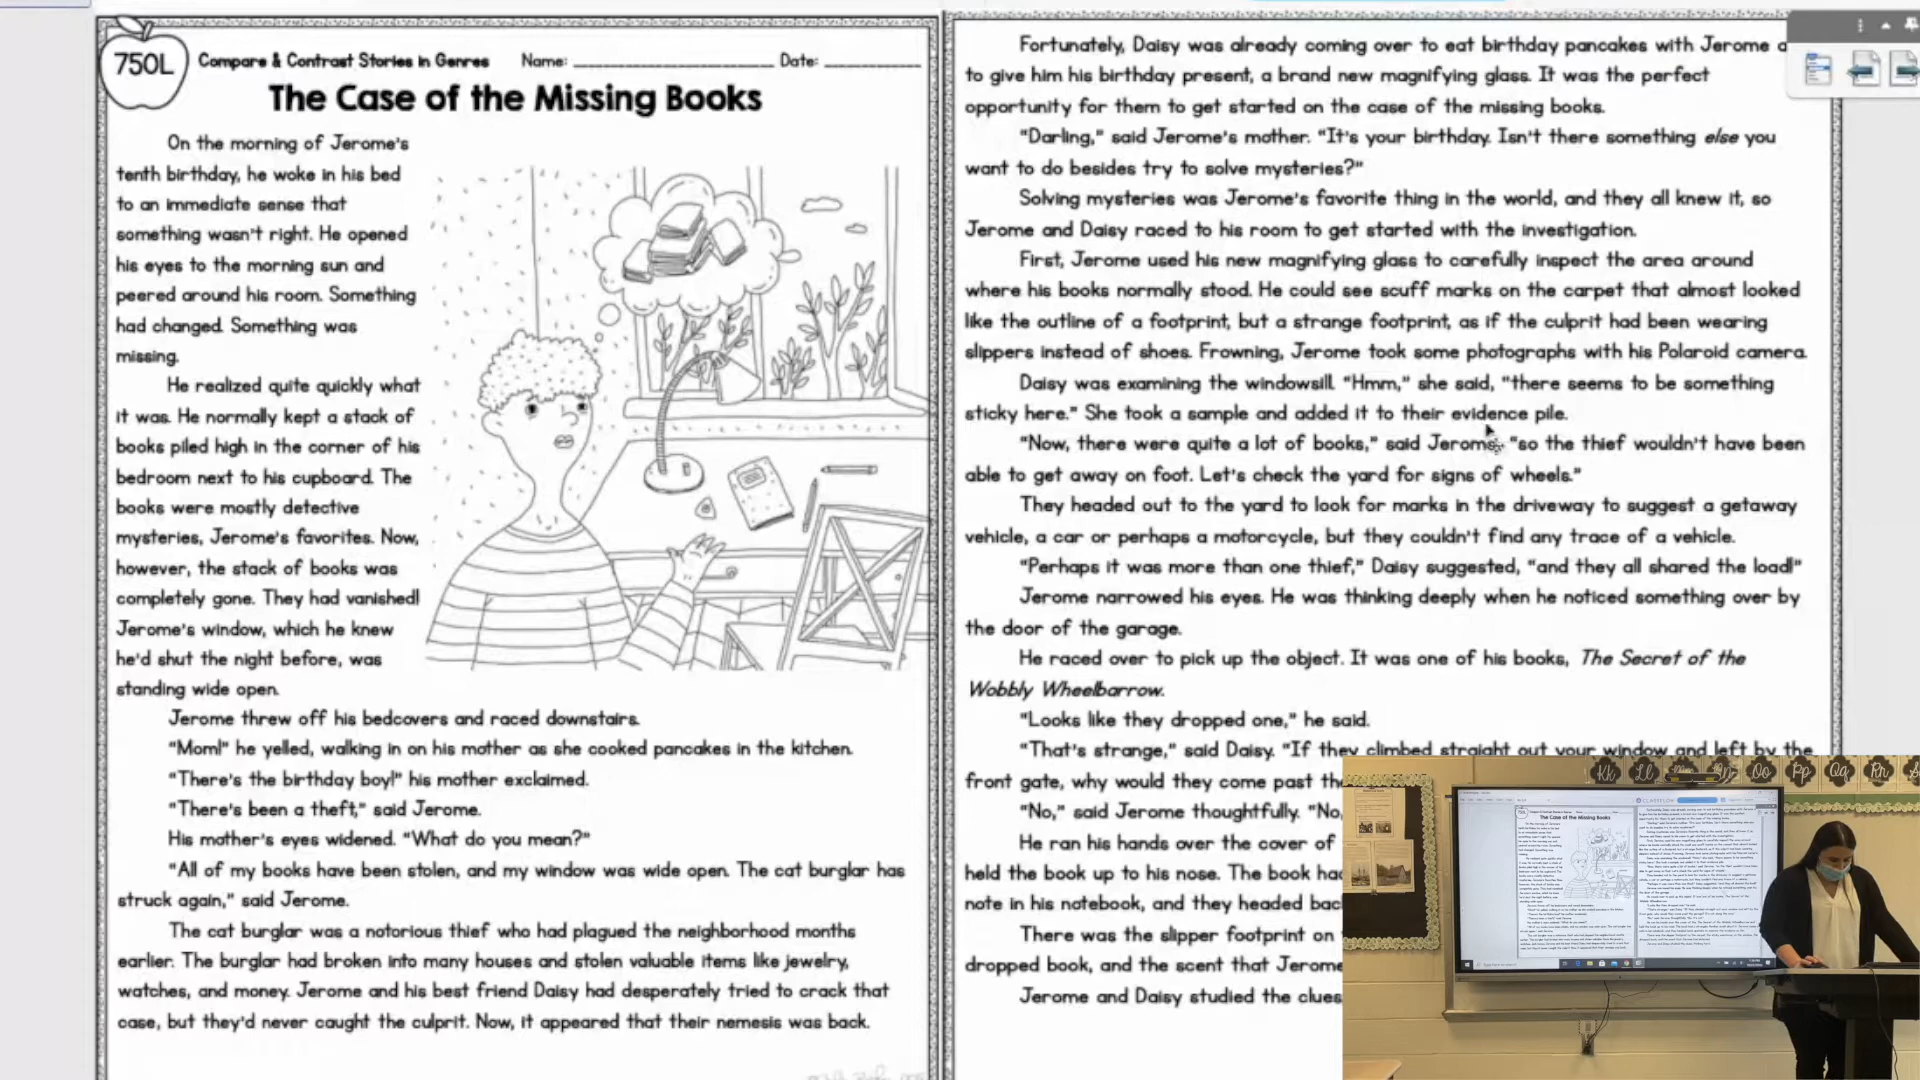 750L
Compare & Contrast Stories in Genres Name: Date:
The Case of the Missing Books
On the morning of Jerome's
tenth birthday, he woke in his bed
to an immediate sense that
something wasn't right. He opened
his eyes to the morning sun and
peered around his room. Something
had changed. Something was
missing.
He realized quite quickly what
it was. He normally kept a stack of
books piled high in the corner of his
bedroom next to his cupboard. The
books were mostly detective
mysteries, Jerome's favorites. Now,
however, the stack of books was
completely gone. They had vanished!
Jerome's window, which he knew
he'd shut the night before, was
standing wide open.
Jerome threw off his bedcovers and raced downstairs.
"Mom!" he yelled, walking in on his mother as she cooked pancakes in the kitchen.
"There's the birthday boy!" his mother exclaimed.
"There's been a theft," said Jerome.
His mother's eyes widened. "What do you mean?"
"All of my books have been stolen, and my window was wide open. The cat burglar has
struck again," said Jerome.
The cat burglar was a notorious thief who had plagued the neighborhood months
earlier. The burglar had broken into many houses and stolen valuable items like jewelry,
watches, and money. Jerome and his best friend Daisy had desperately tried to crack that
case, but they'd never caught the culprit. Now, it appeared that their nemesis was back.
Fortunately, Daisy was already coming over to eat birthday pancakes with Jerome
to give him his birthday present, a brand new magnifying glass. It was the perfect
opportunity for them to get started on the case of the missing books.
"Darling," said Jerome's mother. "It's your birthday. Isn't there something else you
want to do besides try to solve mysteries?"
Solving mysteries was Jerome's favorite thing in the world, and they all knew it, so
Jerome and Daisy raced to his room to get started with the investigation.
First, Jerome used his new magnifying glass to carefully inspect the area around
where his books normally stood. He could see scuff marks on the carpet that almost looked
like the outline of a footprint, but a strange footprint, as if the culprit had been wearing
slippers instead of shoes. Frowning, Jerome took some photographs with his Polaroid camera.
Daisy was examining the windowsill. "Hmm," she said, "there seems to be something
sticky here." She took a sample and added it to their evidence pile.
"Now, there were quite a lot of books," said Jerome, "so the thief wouldn't have been
able to get away on foot. Let's check the yard for signs of wheels."
They headed out to the yard to look for marks in the driveway to suggest a getaway
vehicle, a car or perhaps a motorcycle, but they couldn't find any trace of a vehicle.
"Perhaps it was more than one thief," Daisy suggested, "and they all shared the load!"
Jerome narrowed his eyes. He was thinking deeply when he noticed something over by
the door of the garage.
He raced over to pick up the object. It was one of his books, The Secret of the
Wobbly Wheelbarrow.
"Looks like they dropped one," he said.
"That's strange," said Daisy. "If they climbed straight out your window and left by the
front gate, why would they come past the
"No," said Jerome thoughtfully. "No,
He ran his hands over the cover of
held the book up to his nose. The book had
note in his notebook, and they headed bac
There was the slipper footprint on
dropped book, and the scent that Jerome
Jerome and Daisy studied the clues
Kk Ll Oo Pp Qq Rr
The Case of the Missing Books